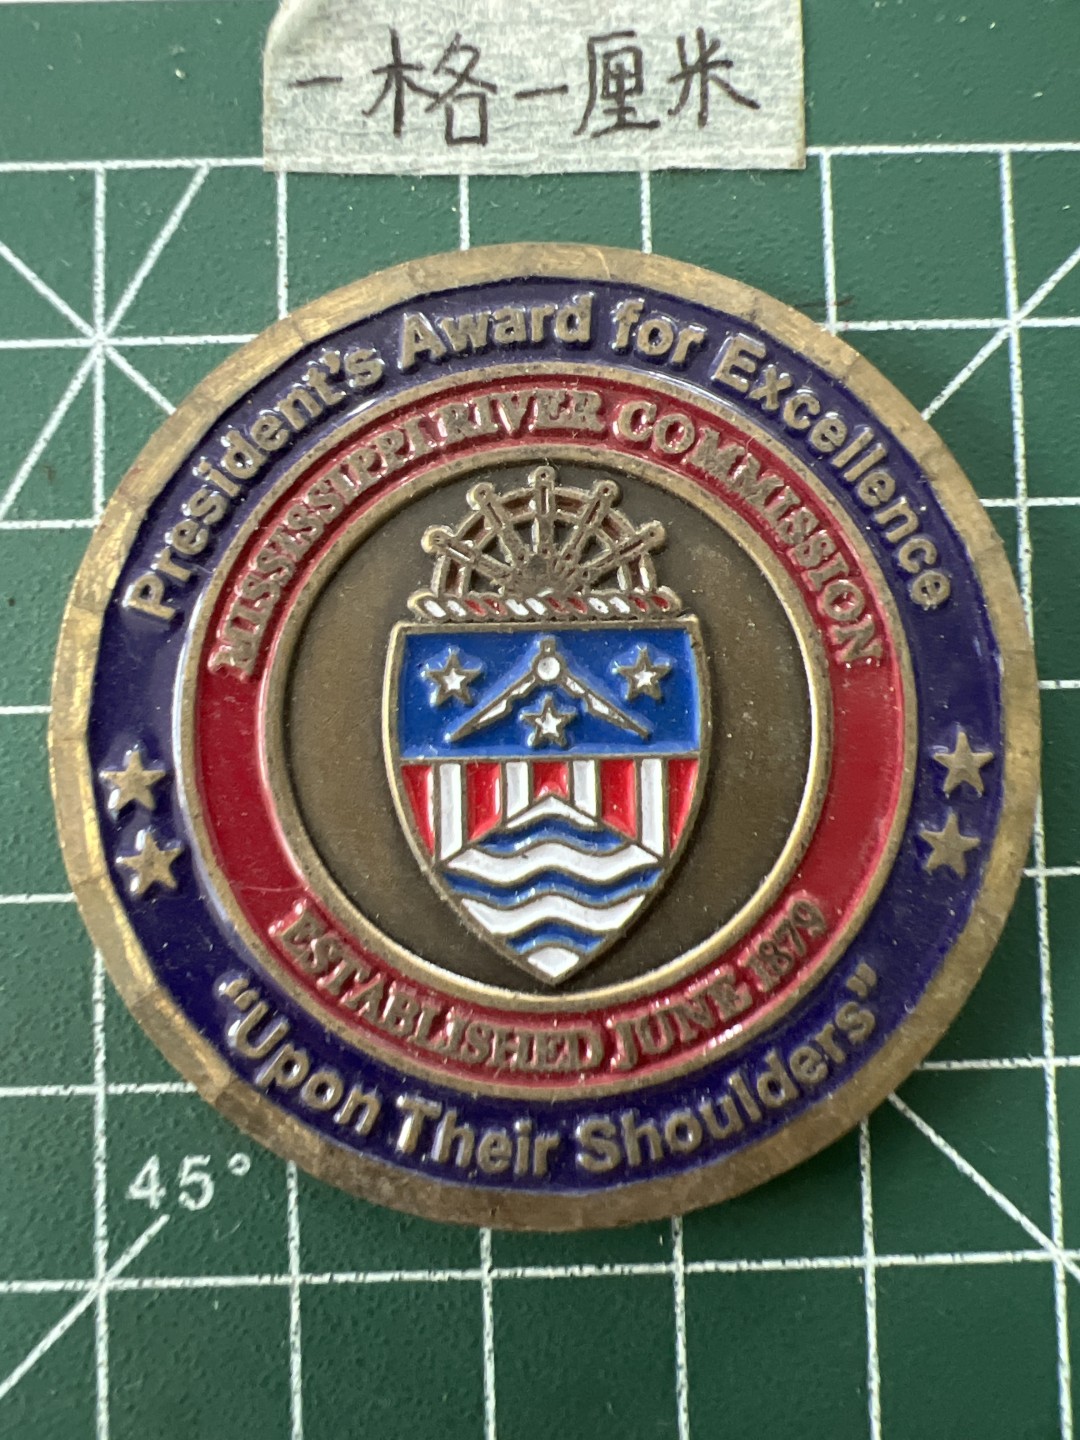 一格一厘米
President's Award for Excellence
MISSISSIPPI RIVER COMMISSION
ESTABLISHED JUNE 1879
"Upon Their Shoulders"
45°